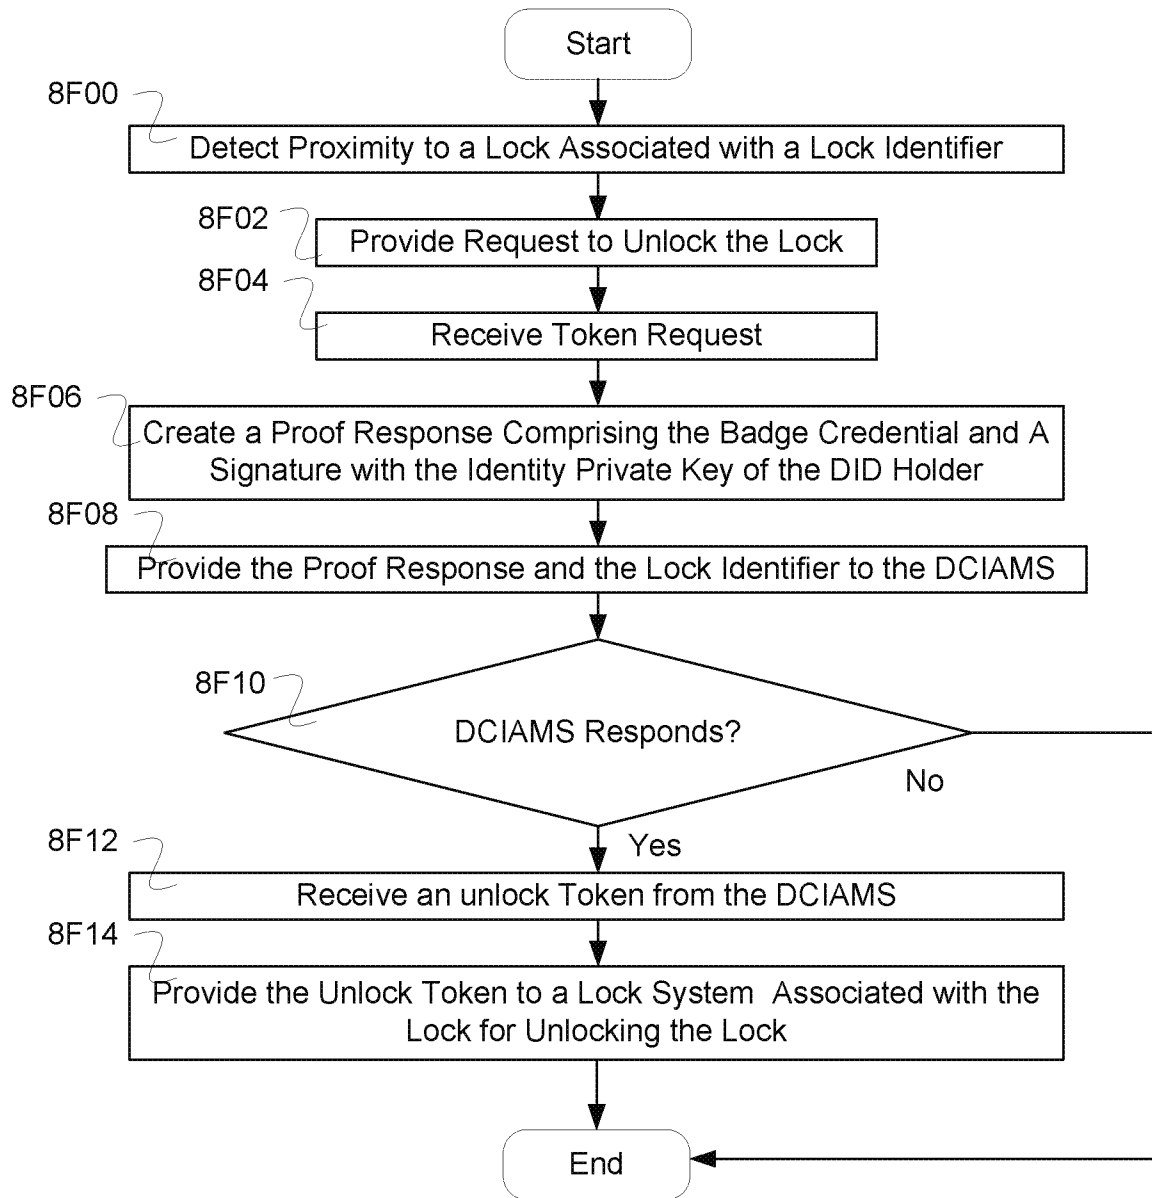 Start
8F00
Detect Proximity to a Lock Associated with a Lock Identifier
8F02
Provide Request to Unlock the Lock
8F04
Receive Token Request
8F06
Create a Proof Response Comprising the Badge Credential and A
Signature with the Identity Private Key of the DID Holder
8F08
Provide the Proof Response and the Lock Identifier to the DCIAMS
8F10
DCIAMS Responds?
No
Yes
8F12
Receive an unlock Token from the DCIAMS
8F14
Provide the Unlock Token to a Lock System Associated with the
Lock for Unlocking the Lock
End